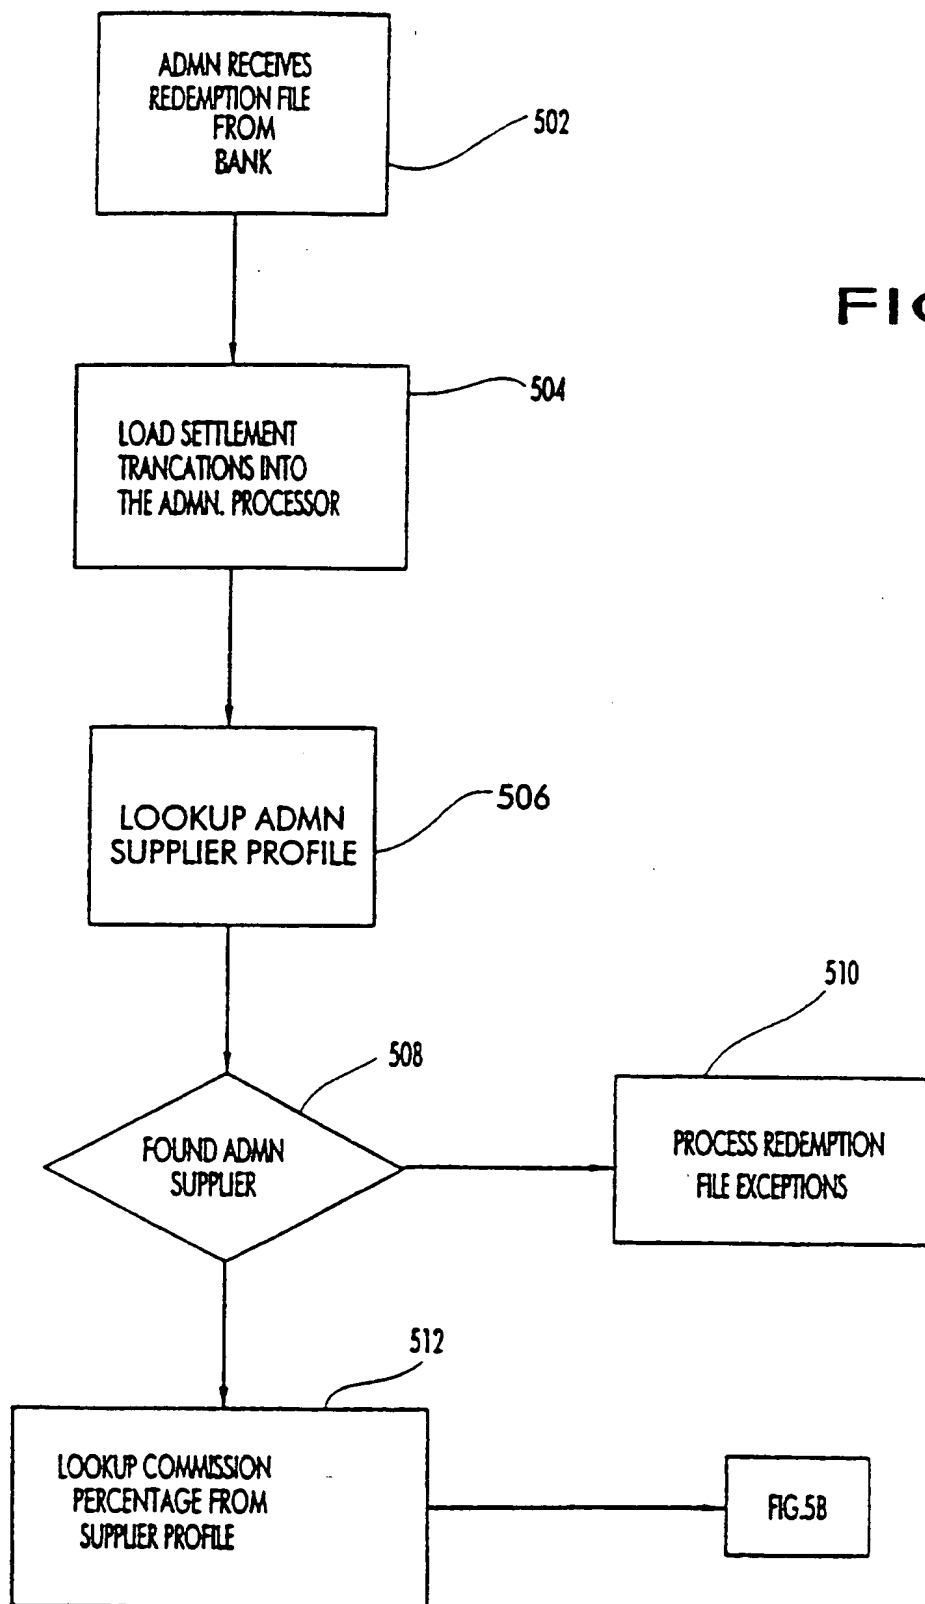 ADMN RECEIVES
REDEMPTION FILE
FROM
BANK
502
FIG
504
LOAD SETTLEMENT
TRANCATIONS INTO
THE ADMN. PROCESSOR
LOOKUP ADMN
SUPPLIER PROFILE
506
510
508
FOUND ADMN
SUPPLIER
PROCESS REDEMPTION
FILE EXCEPTIONS
512
LOOKUP COMMISSION
PERCENTAGE FROM
SUPPLIER PROFILE
FIG.5B